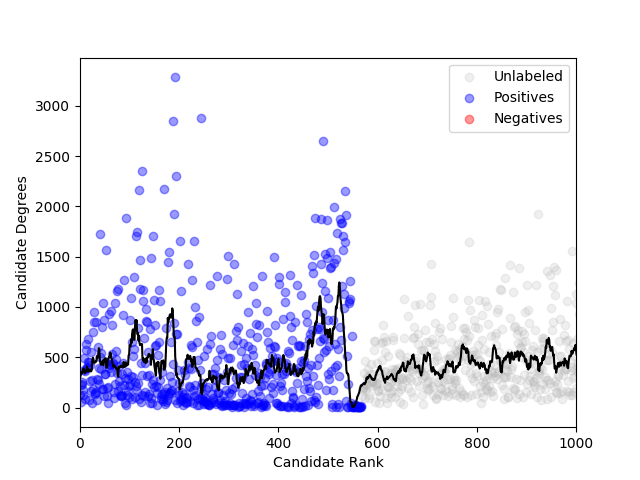 Unlabeled
Positives
Negatives
3000
2500
2000
1500
1000
500
0
Candidate Degrees
0 200 400 600 800 1000
Candidate Rank